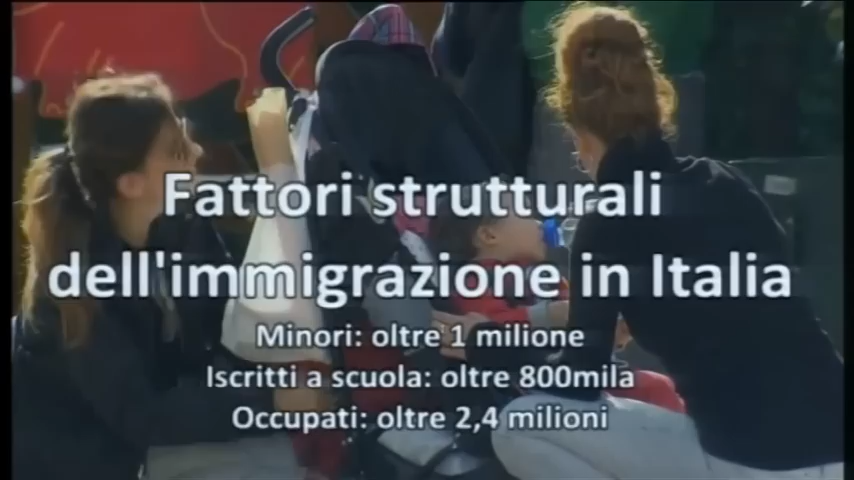 Fattori strutturali
dell'immigrazione in Italia
Minori: oltre 1 milione
Iscritti a scuola: oltre 800mila
Occupati: oltre 2,4 milioni